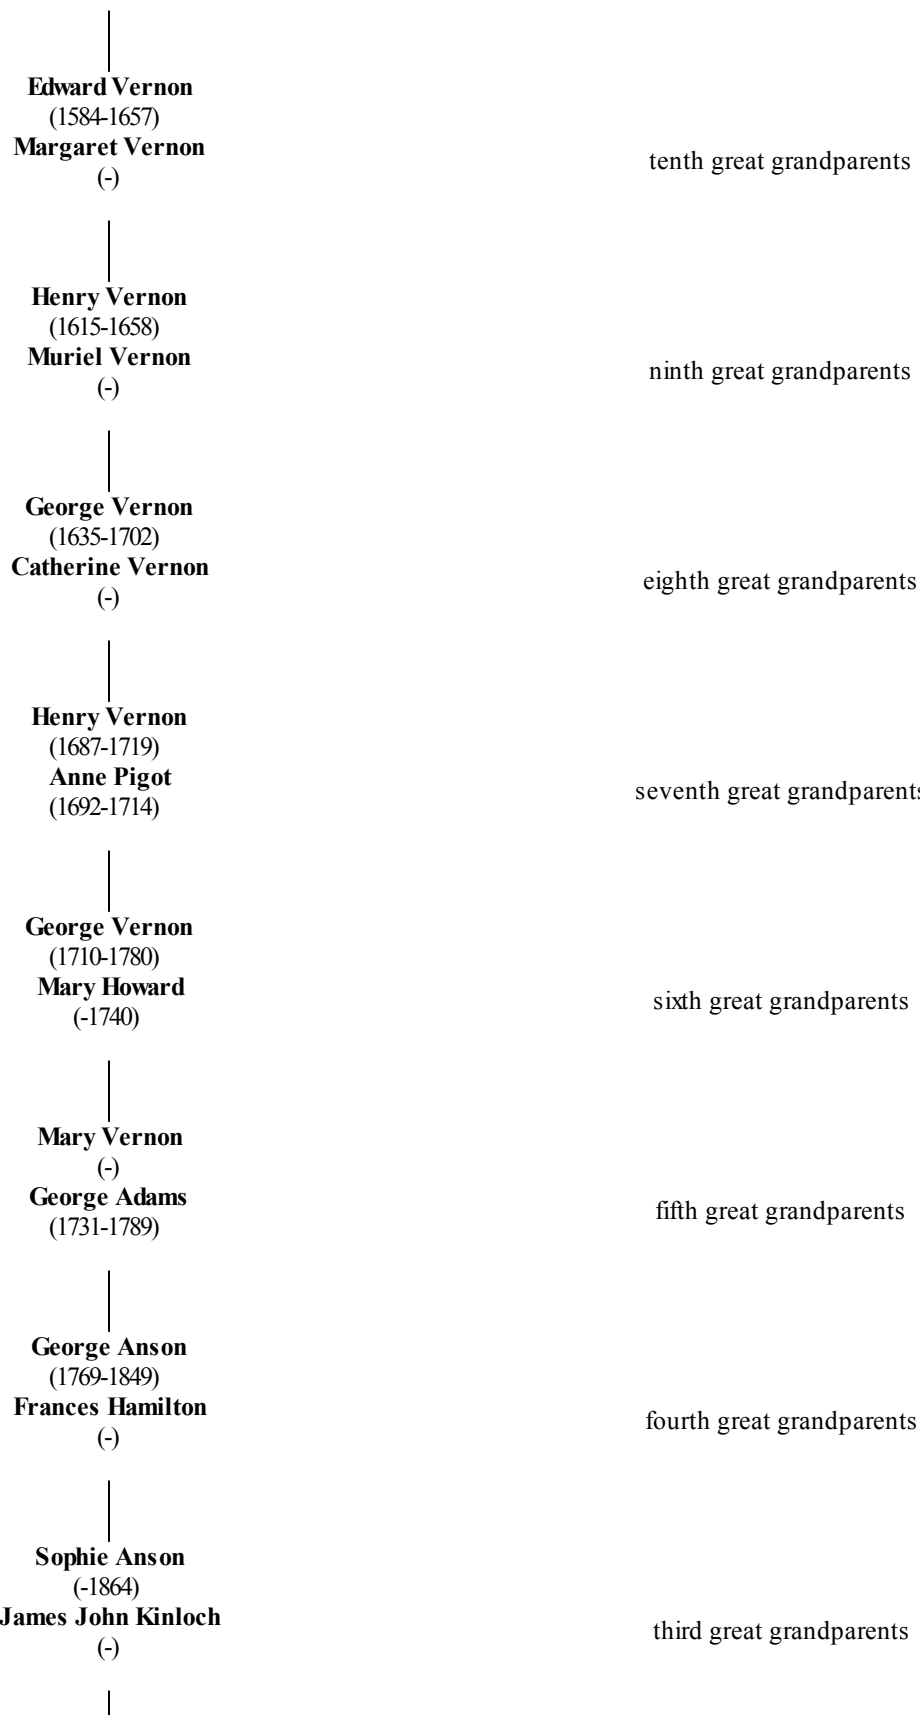 Edward Vernon
(1584-1657)
Margaret Vernon
tenth great grandparents
(-)
Henry Vernon
(1615-1658)
Muriel Vernon
ninth great grandparents
(-)
George Vernon
(1635-1702)
Catherine Vernon
eighth great grandparents
(-)
Henry Vernon
(1687-1719)
Anne Pigot
seventh great grandparents
(1692-1714)
George Vernon
(1710-1780)
Mary Howard
sixth great grandparents
(-1740)
Mary Vernon
(-)
George Adams
fifth great grandparents
(1731-1789)
George Anson
(1769-1849)
Frances Hamilton
fourth great grandparents
(-)
Sophie Anson
(-1864)
James John Kinloch
third great grandparents
(-)